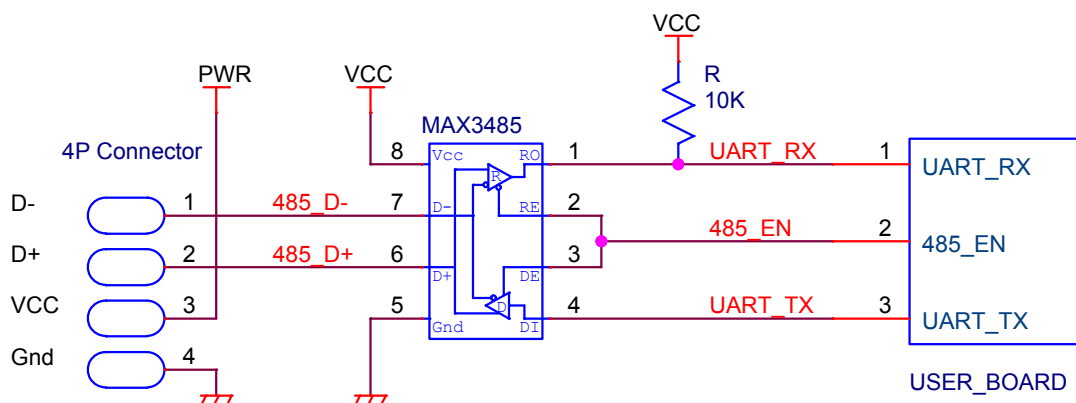 VCC
PWR
VCC
R
10K
MAX3485
4P Connector
8
Vcc
RO
1
UART_RX
1
UART_RX
R
D-
1
485_D-
7
D-
RE
2
485_EN
2
485_EN
D+
2
485_D+
6
D+
DE
3
VCC
3
5
Gnd
D
DI
4
UART_TX
3
UART_TX
Gnd
4
USER_BOARD